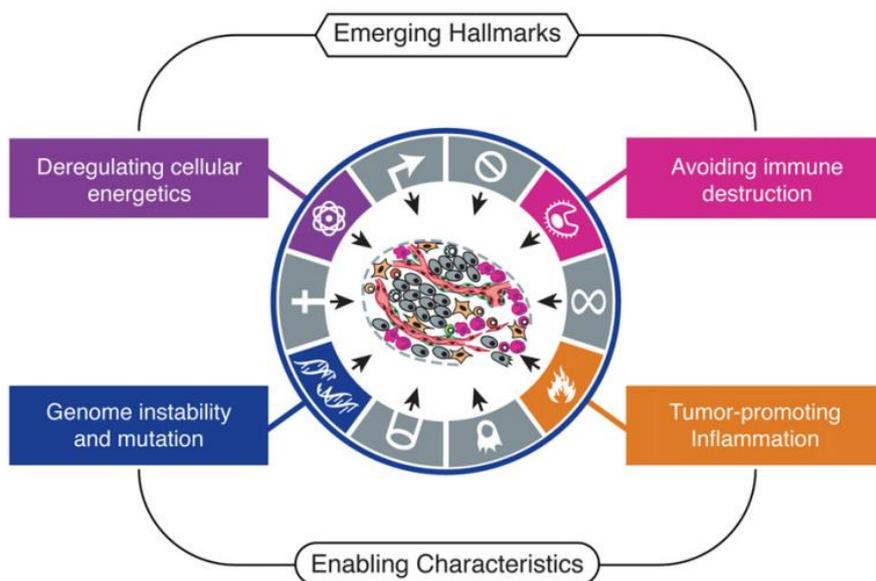 Emerging Hallmarks
Deregulating cellular
energetics
Avoiding immune
destruction
Genome instability
and mutation
Tumor-promoting
Inflammation
Enabling Characteristics